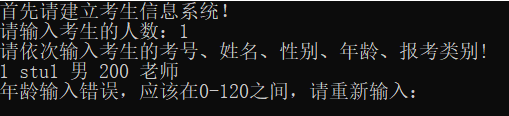 首先请建立考生信息系统！
请输入考生的人数：1
请依次输入考生的考号、姓名、性别、年龄、报考类别！
1 stu1 男 200 老师
年龄输入错误，应该在0-120之间，请重新输入：